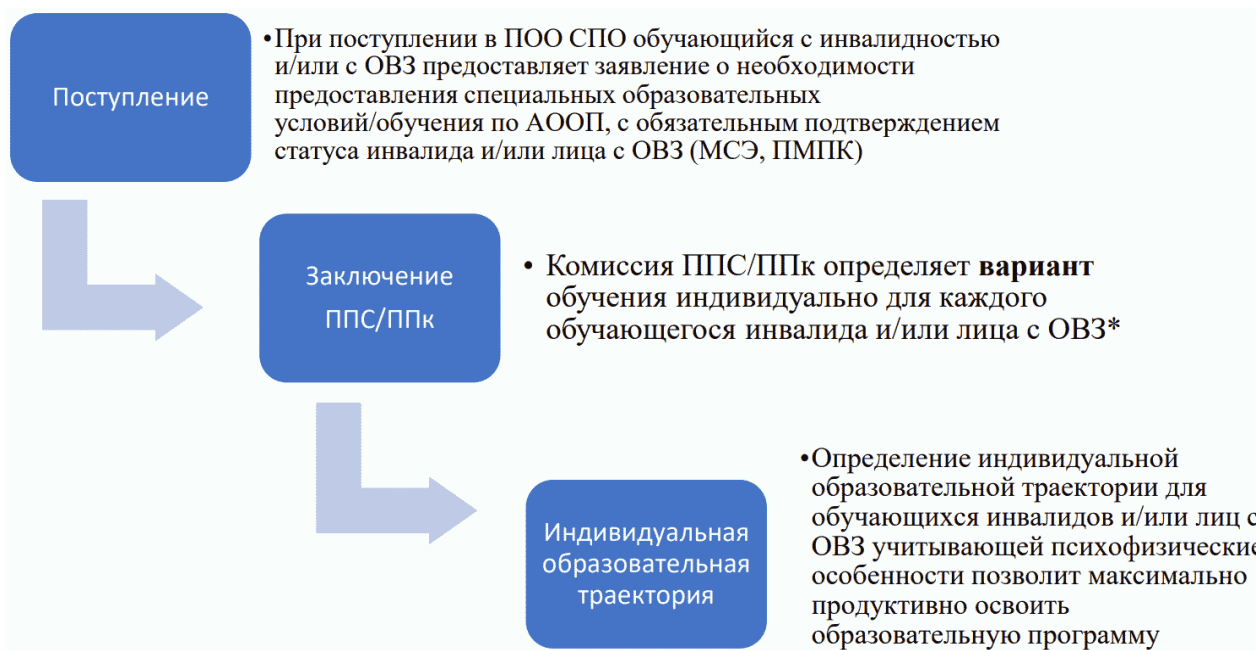 Поступление
•При поступлении в ПОО СПО обучающийся с инвалидностью
и/или с ОВЗ предоставляет заявление о необходимости
предоставления специальных образовательных
условий/обучения по АООП, с обязательным подтверждением
статуса инвалида и/или лица с ОВЗ (МСЭ, ПМПК)
Заключение
ППС/ППк
• Комиссия ППС/ППк определяет вариант
обучения индивидуально для каждого
обучающегося инвалида и/или лица с ОВЗ*
Индивидуальная
образовательная
траектория
•Определение индивидуальной
образовательной траектории для
обучающихся инвалидов и/или лиц с
ОВЗ учитывающей психофизические
особенности позволит максимально
продуктивно освоить
образовательную программу